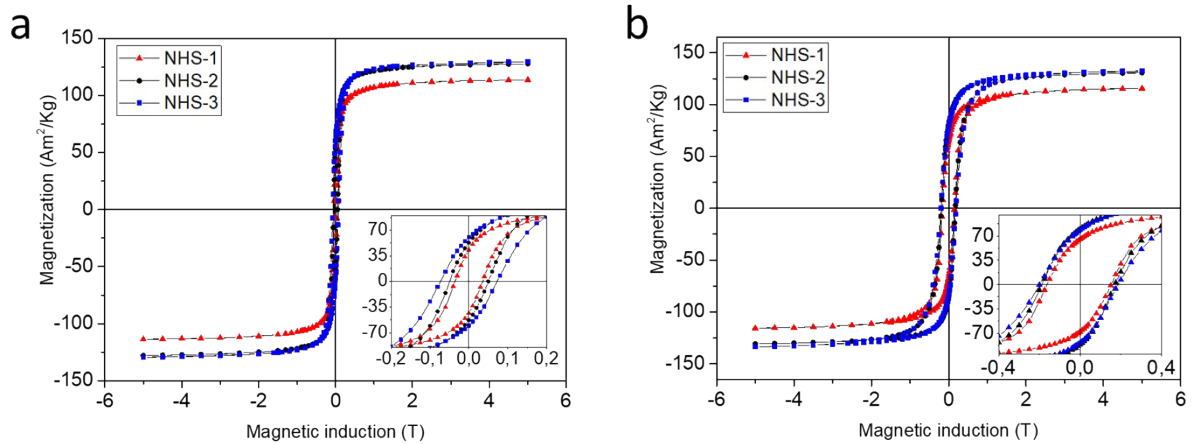 a
150
100
50
0
-50
-100
-150
-6 -4 -2 0 2 4 6
Magnetization (Am²/Kg)
Magnetic induction (T)
NHS-1
NHS-2
NHS-3
70
35
0
-35
-70
-0,2 -0,1 0,0 0,1 0,2
b
150
100
50
0
-50
-100
-150
-6 -4 -2 0 2 4 6
Magnetization (Am²/Kg)
Magnetic induction (T)
NHS-1
NHS-2
NHS-3
70
35
0
-35
-70
-0,4 0,0 0,4